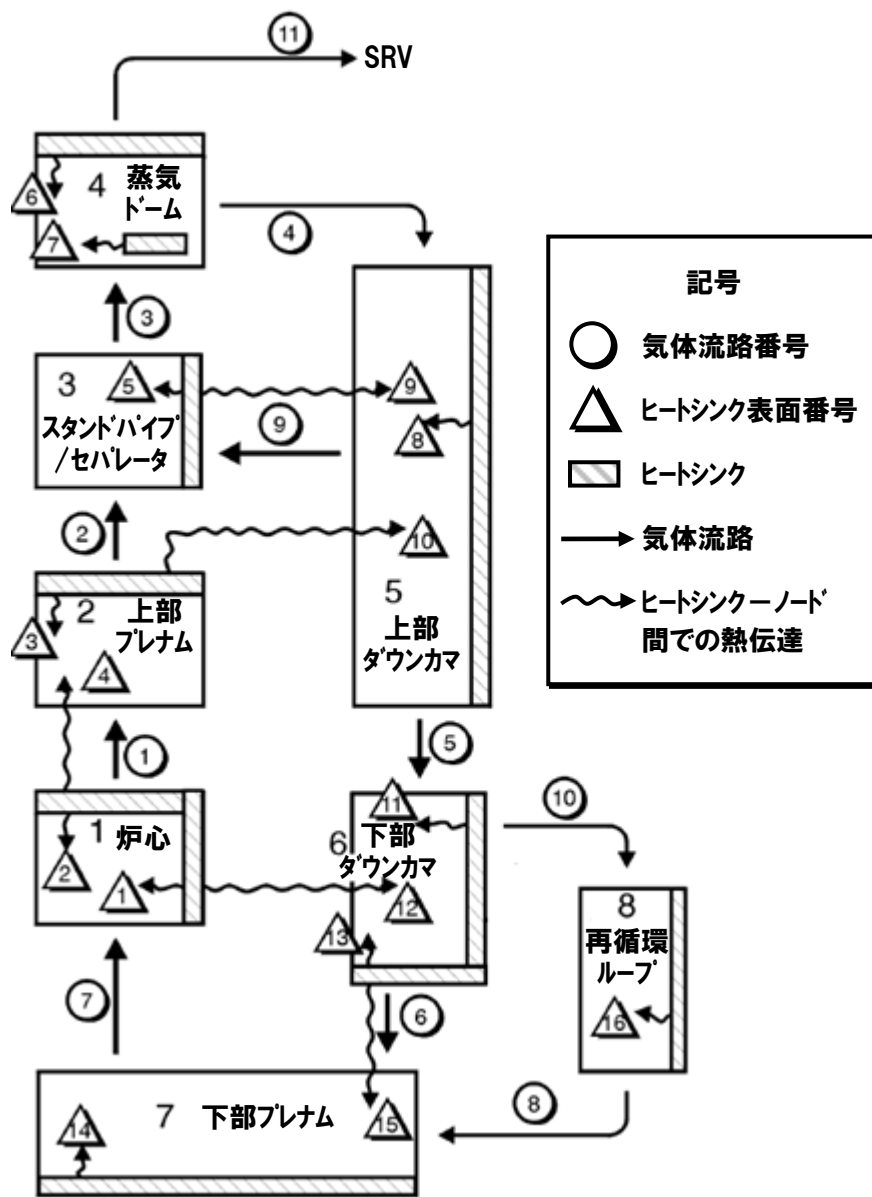 ⑪
SRV
4
蒸気
ドーム
6
7
④
③
3
5
スタンドパイプ
/セパレータ
9
8
⑨
10
②
2
上部
プレナム
3
4
5
上部
ダウンカマ
①
⑤
1
炉心
2
1
11
6
下部
ダウンカマ
12
13
⑩
8
再循環
ループ
16
⑦
⑥
7
下部プレナム
14
15
⑧
記号
気体流路番号
ヒートシンク表面番号
ヒートシンク
気体流路
ヒートシンクーノード
間での熱伝達